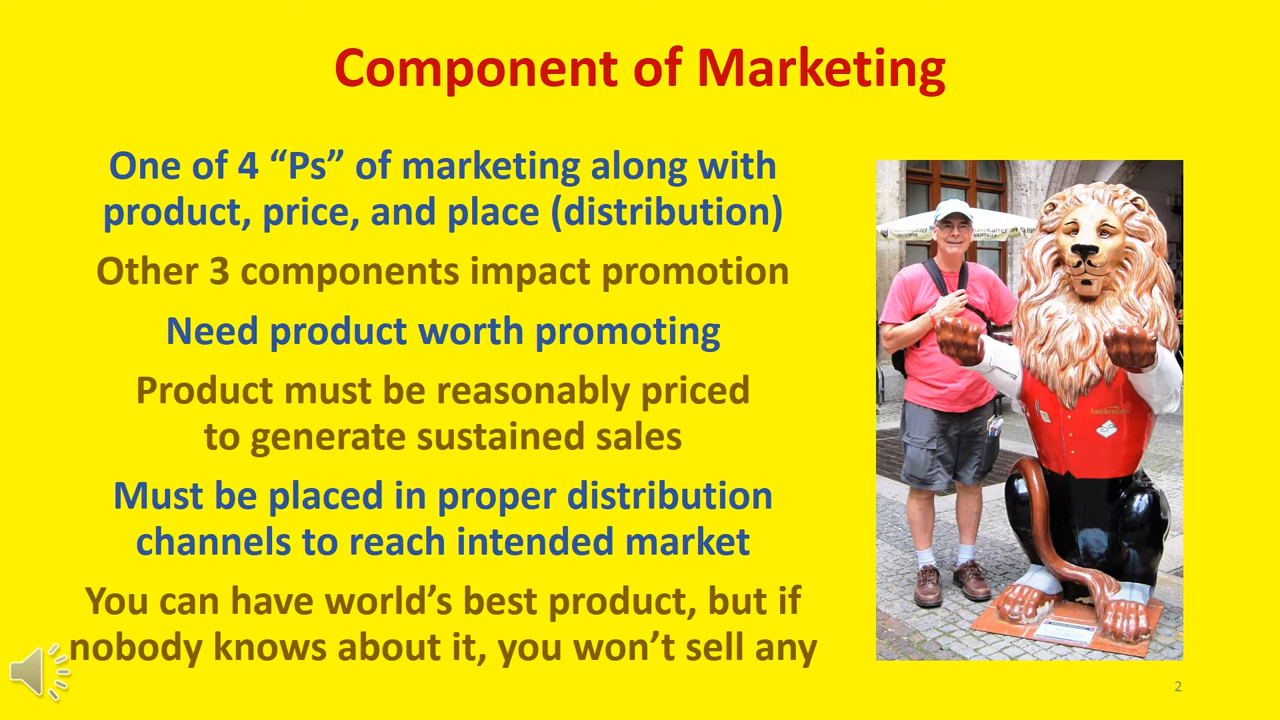 Component of Marketing
One of 4 “Ps” of marketing along with
product, price, and place (distribution)
Other 3 components impact promotion
Need product worth promoting
Product must be reasonably priced
to generate sustained sales
Must be placed in proper distribution
channels to reach intended market
You can have world’s best product, but if
nobody knows about it, you won’t sell any
2